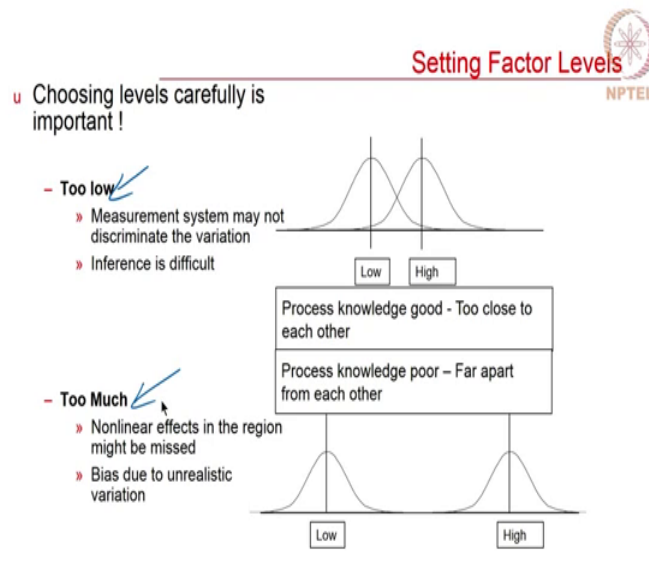 Setting Factor Levels
NPTEL
u Choosing levels carefully is
important !
– Too low
» Measurement system may not
discriminate the variation
» Inference is difficult
Low High
Process knowledge good - Too close to
each other
Process knowledge poor – Far apart
from each other
– Too Much
» Nonlinear effects in the region
might be missed
» Bias due to unrealistic
variation
Low High